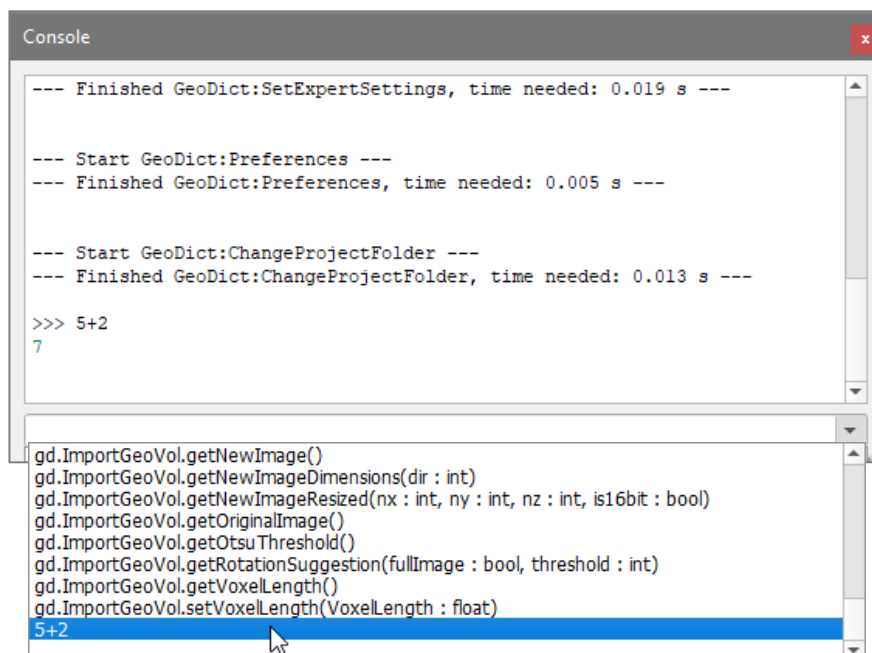 Console
x
--- Finished GeoDict:SetExpertSettings, time needed: 0.019 s ---
--- Start GeoDict:Preferences ---
--- Finished GeoDict:Preferences, time needed: 0.005 s ---
--- Start GeoDict:ChangeProjectFolder ---
--- Finished GeoDict:ChangeProjectFolder, time needed: 0.013 s ---
>>> 5+2
7
gd.ImportGeoVol.getNewImage()
gd.ImportGeoVol.getNewImageDimensions(dir : int)
gd.ImportGeoVol.getNewImageResized(nx : int, ny : int, nz : int, is16bit : bool)
gd.ImportGeoVol.getOriginalImage()
gd.ImportGeoVol.getOtsuThreshold()
gd.ImportGeoVol.getRotationSuggestion(fullImage : bool, threshold : int)
gd.ImportGeoVol.getVoxelLength()
gd.ImportGeoVol.setVoxelLength(VoxelLength : float)
5+2